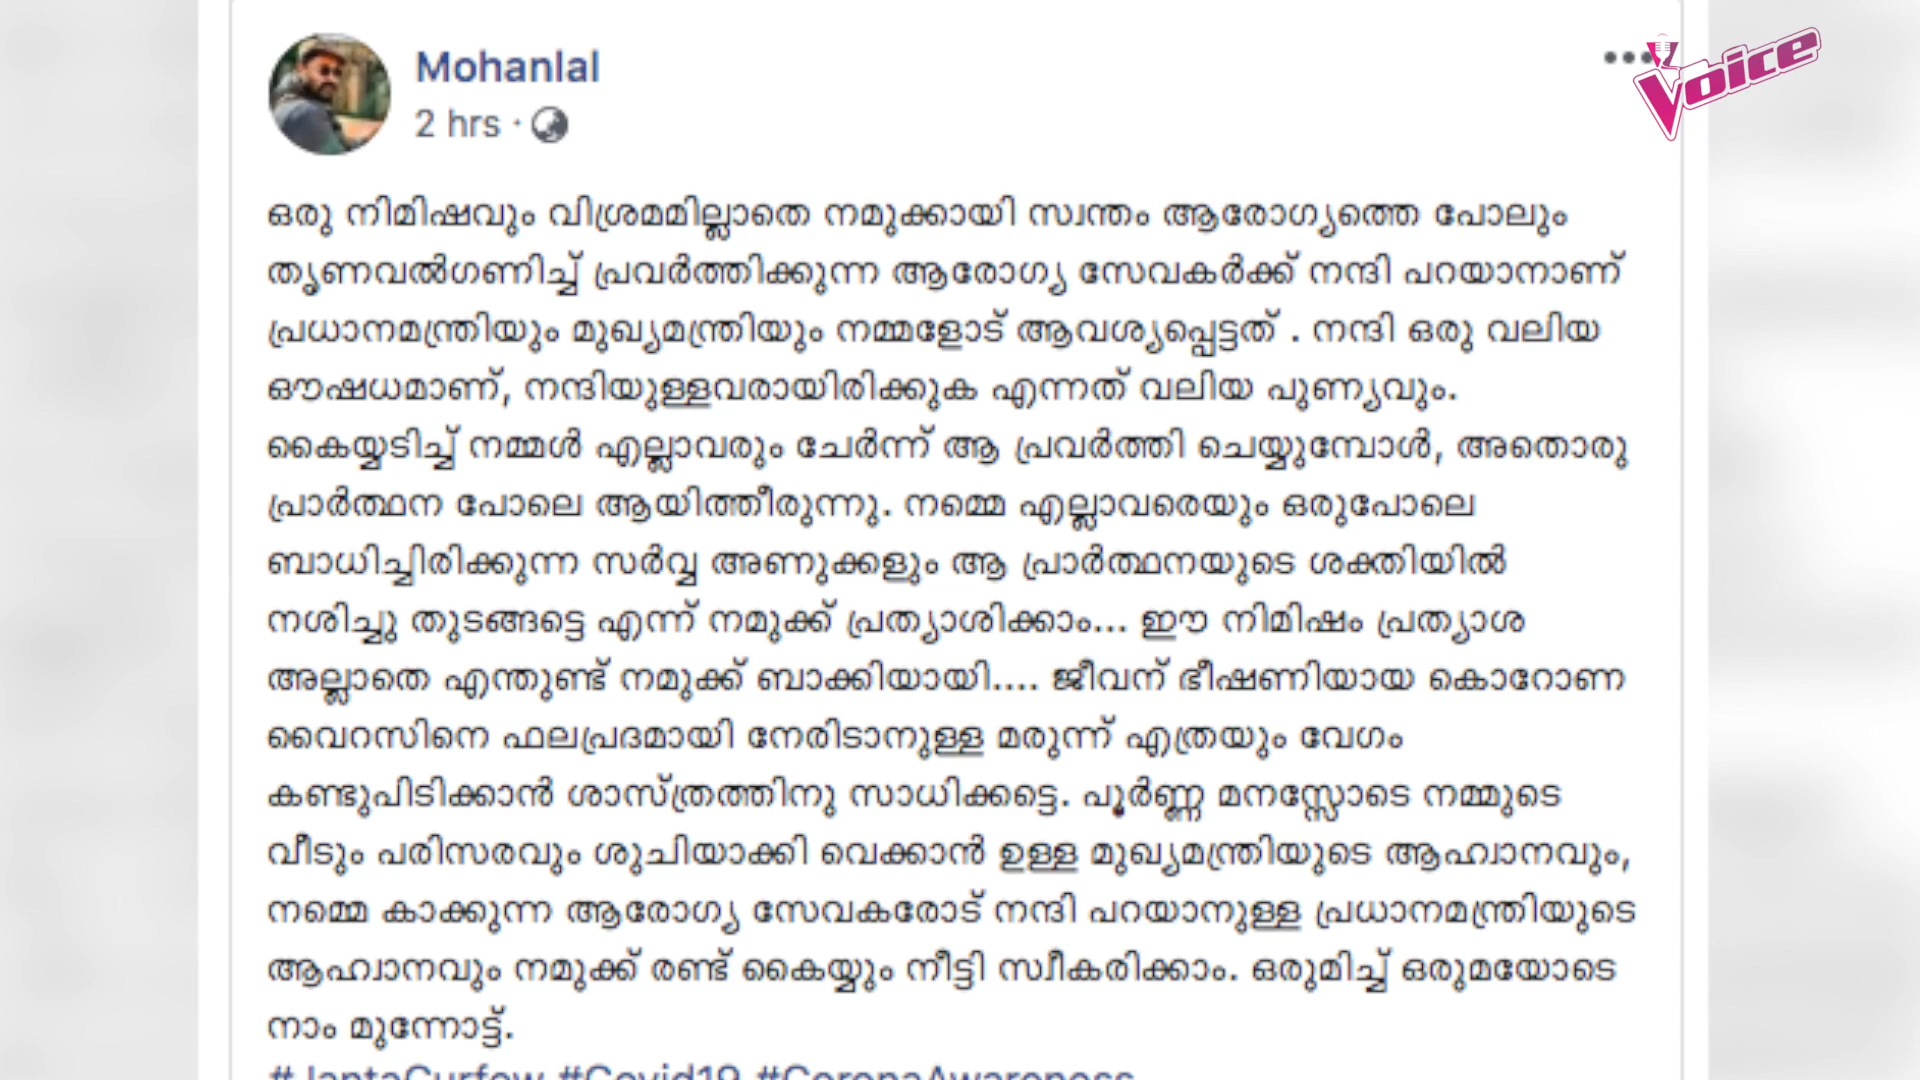 Mohanlal
2 hrs ·
Voice
ഒരു നിമിഷവും വിശ്രമമില്ലാതെ നമുക്കായി സ്വന്തം ആരോഗ്യത്തെ പോലും
തൃണവൽഗണിച്ച് പ്രവർത്തിക്കുന്ന ആരോഗ്യ സേവകർക്ക് നന്ദി പറയാനാണ്
പ്രധാനമന്ത്രിയും മുഖ്യമന്ത്രിയും നമ്മളോട് ആവശ്യപ്പെട്ടത് . നന്ദി ഒരു വലിയ
ഔഷധമാണ്, നന്ദിയുള്ളവരായിരിക്കുക എന്നത് വലിയ പുണ്യവും.
കൈയ്യടിച്ച് നമ്മൾ എല്ലാവരും ചേർന്ന് ആ പ്രവർത്തി ചെയ്യുമ്പോൾ, അതൊരു
പ്രാർത്ഥന പോലെ ആയിത്തീരുന്നു. നമ്മെ എല്ലാവരെയും ഒരുപോലെ
ബാധിച്ചിരിക്കുന്ന സർവ്വ അണുക്കളും ആ പ്രാർത്ഥനയുടെ ശക്തിയിൽ
നശിച്ചു തുടങ്ങട്ടെ എന്ന് നമുക്ക് പ്രത്യാശിക്കാം... ഈ നിമിഷം പ്രത്യാശ
അല്ലാതെ എന്തുണ്ട് നമുക്ക് ബാക്കിയായി.... ജീവന് ഭീഷണിയായ കൊറോണ
വൈറസിനെ ഫലപ്രദമായി നേരിടാനുള്ള മരുന്ന് എത്രയും വേഗം
കണ്ടുപിടിക്കാൻ ശാസ്ത്രത്തിനു സാധിക്കട്ടെ. പൂർണ്ണ മനസ്സോടെ നമ്മുടെ
വീടും പരിസരവും ശുചിയാക്കി വെക്കാൻ ഉള്ള മുഖ്യമന്ത്രിയുടെ ആഹ്വാനവും,
നമ്മെ കാക്കുന്ന ആരോഗ്യ സേവകരോട് നന്ദി പറയാനുള്ള പ്രധാനമന്ത്രിയുടെ
ആഹ്വാനവും നമുക്ക് രണ്ട് കൈയ്യും നീട്ടി സ്വീകരിക്കാം. ഒരുമിച്ച് ഒരുമയോടെ
നാം മുന്നോട്ട്.
#JantaCurfew #Covid19 #CoronaAwareness